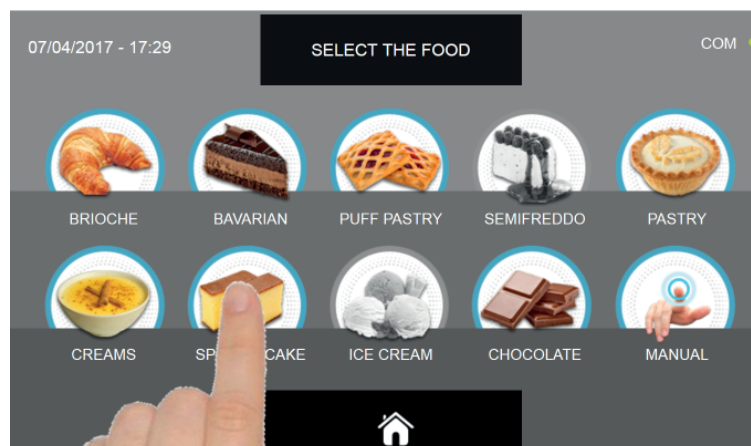 07/04/2017 - 17:29
SELECT THE FOOD
COM
BRIOCHE
BAVARIAN
PUFF PASTRY
SEMIFREDDO
PASTRY
CREAMS
CAKE
ICE CREAM
CHOCOLATE
MANUAL